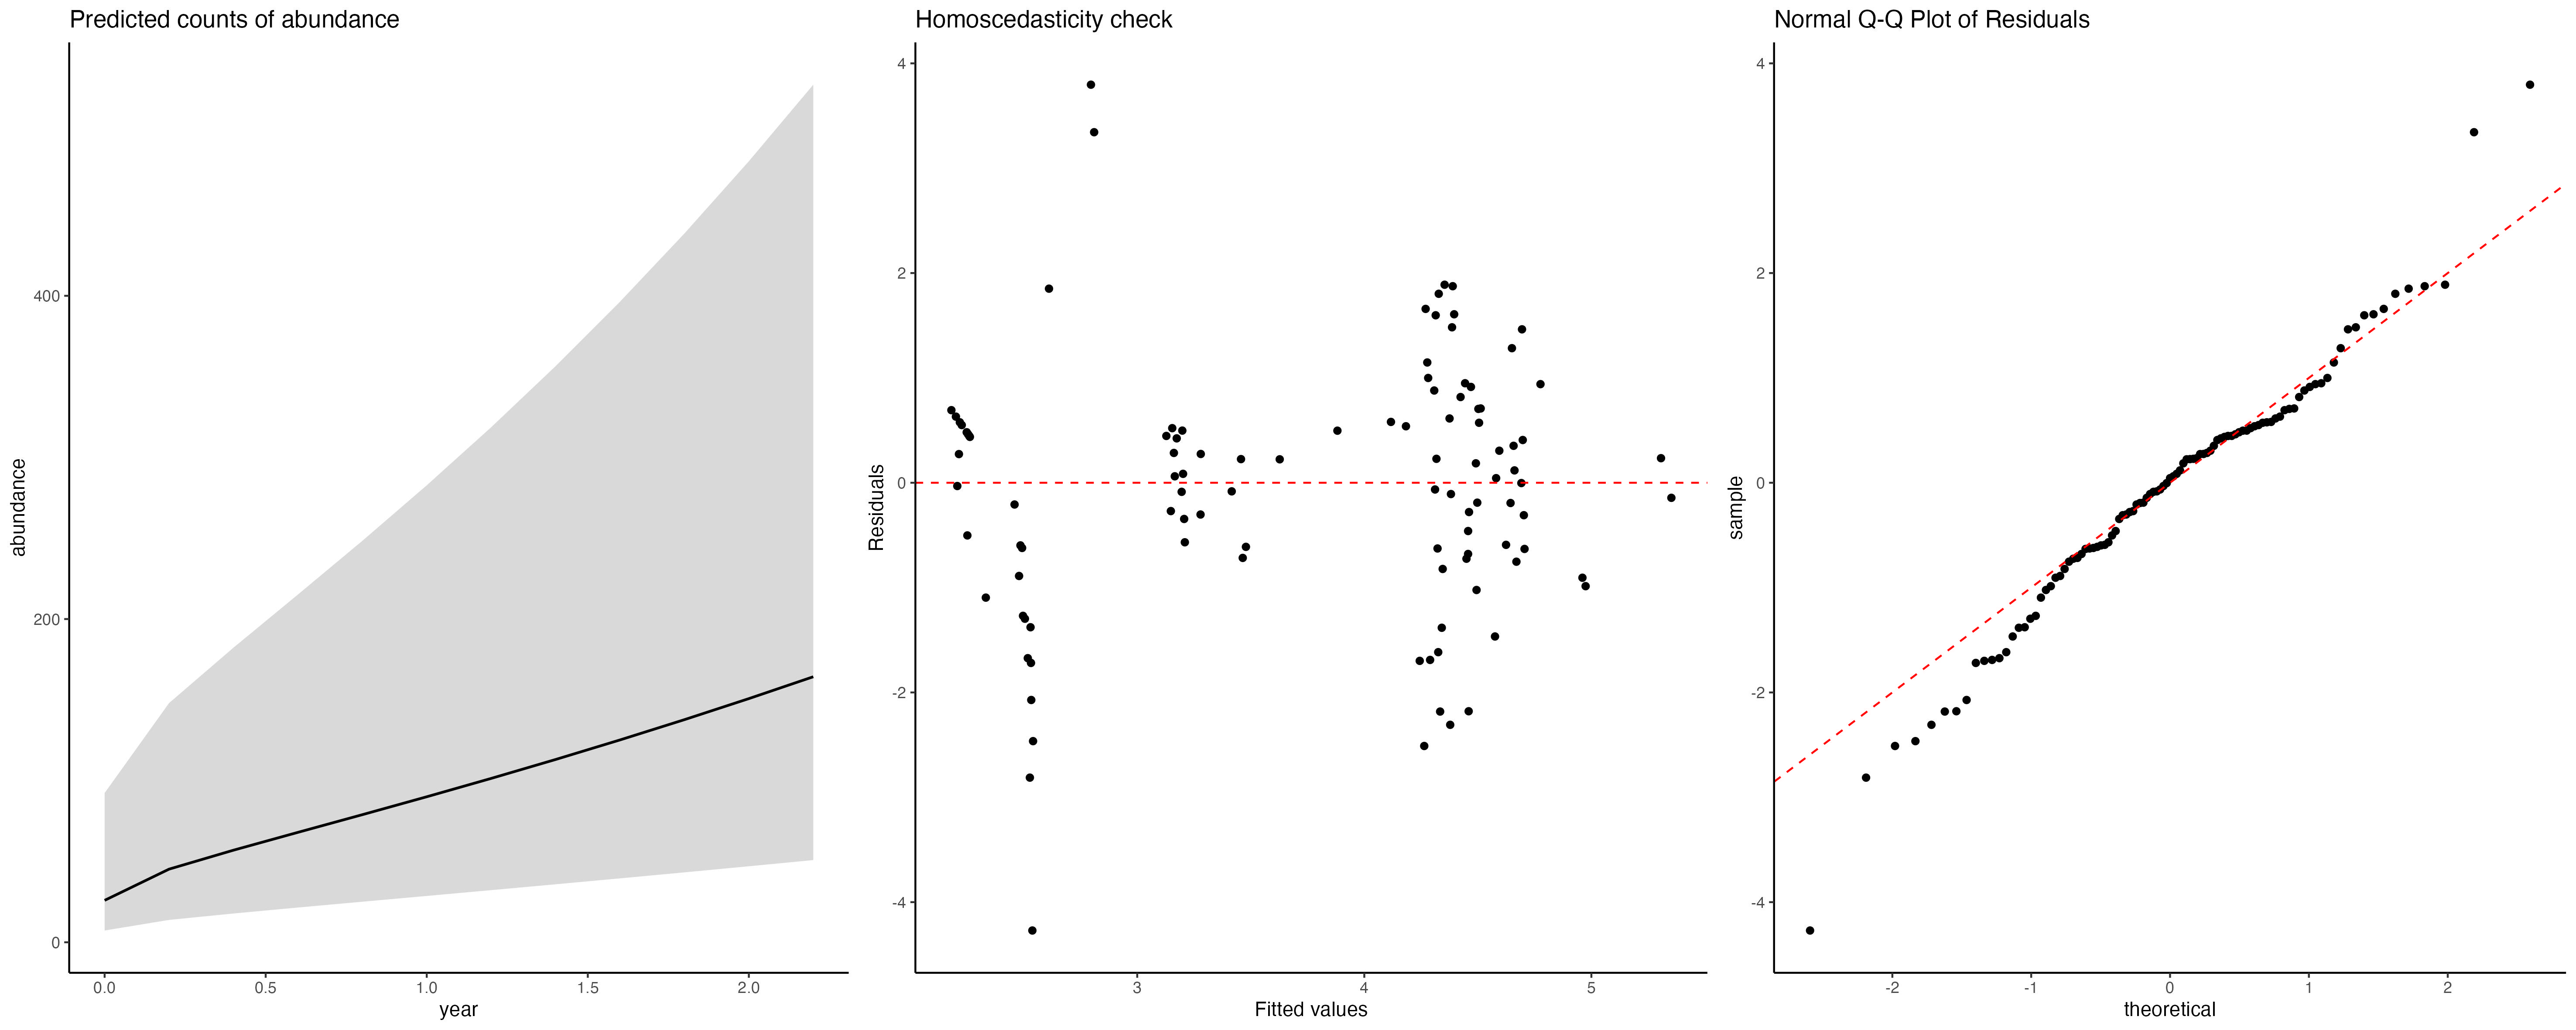 Predicted counts of abundance
abundance
400
200
0
0.0 0.5 1.0 1.5 2.0
year
Homoscedasticity check
Residuals
4
2
0
-2
-4
3 4 5
Fitted values
Normal Q-Q Plot of Residuals
sample
4
2
0
-2
-4
-2 -1 0 1 2
theoretical